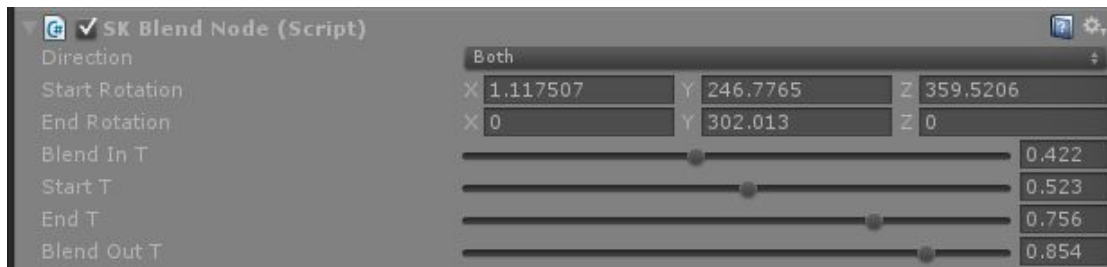 SK Blend Node (Script)
Direction Both
Start Rotation X 1.117507 Y 246.7765 Z 359.5206
End Rotation X 0 Y 302.013 Z 0
Blend In T 0.422
Start T 0.523
End T 0.756
Blend Out T 0.854